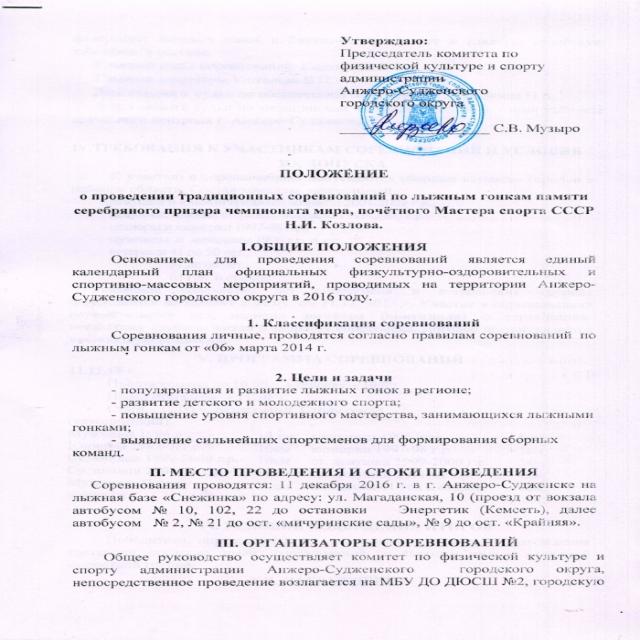 Утверждаю:
Председатель комитета по
физической культуре и спорту
администрации
Анжеро-Судженского
городского округа
С.В. Музыро
ПОЛОЖЕНИЕ
о проведении традиционных соревнований по лыжным гонкам памяти
серебряного призера чемпионата мира, почётного Мастера спорта СССР
Н.И. Козлова.
I.ОБЩИЕ ПОЛОЖЕНИЯ
Основанием для проведения соревнований является единый
календарный план официальных физкультурно-оздоровительных и
спортивно-массовых мероприятий, проводимых на территории Анжеро-
Судженского городского округа в 2016 году.
1. Классификация соревнований
Соревнования личные, проводятся согласно правилам соревнований по
лыжным гонкам от «06» марта 2014 г.
2. Цели и задачи
- популяризация и развитие лыжных гонок в регионе;
- развитие детского и молодежного спорта;
- повышение уровня спортивного мастерства, занимающихся лыжными
гонками;
- выявление сильнейших спортсменов для формирования сборных
команд.
II. МЕСТО ПРОВЕДЕНИЯ И СРОКИ ПРОВЕДЕНИЯ
Соревнования проводятся: 11 декабря 2016 г. в г. Анжеро-Судженске на
лыжная базе «Снежинка» по адресу: ул. Магаданская, 10 (проезд от вокзала
автобусом № 10, 102, 22 до остановки Энергетик (Кемсеть), далее
автобусом № 2, № 21 до ост. «мичуринские сады», № 9 до ост. «Крайняя».
III. ОРГАНИЗАТОРЫ СОРЕВНОВАНИЙ
Общее руководство осуществляет комитет по физической культуре и
спорту администрации Анжеро-Судженского городского округа,
непосредственное проведение возлагается на МБУ ДО ДЮСШ №2, городскую